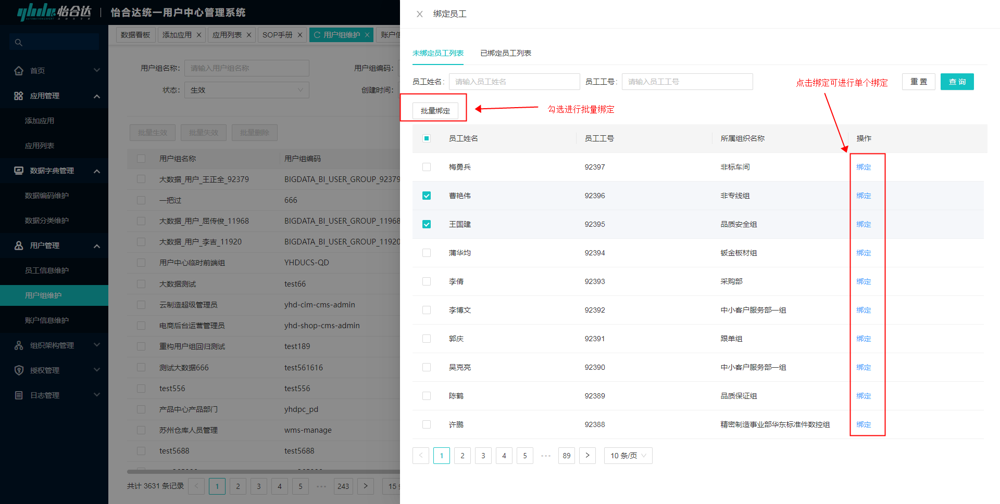 yhdu.怡合达
怡合达统一用户中心管理系统
首页
应用管理
添加应用
应用列表
数据字典管理
数据编码维护
数据分类维护
用户管理
员工信息维护
用户组维护
账户信息维护
组织架构管理
授权管理
日志管理
数据看板 添加应用 应用列表 SOP手册 用户组维护
用户组名称: 请输入用户组名称 用户组编码:
状态: 生效 创建时间:
批量生效 批量失效 批量删除
用户组名称 用户组编码
大数据_用户_王正全_92379 BIGDATA_BI_USER_GROUP_92379
一把过 666
大数据_用户_屈传俊_11968 BIGDATA_BI_USER_GROUP_11968
大数据_用户_李吉_11920 BIGDATA_BI_USER_GROUP_11920
用户中心临时前端组 YHDUCS-QD
大数据测试 test66
云制造超级管理员 yhd-cim-cms-admin
电商后台运营管理员 yhd-shop-cms-admin
重构用户组回归测试 test189
测试大数据666 test561616
test556 test556
产品中心产品部门 yhdpc_pd
苏州仓库人员管理 wms-manage
test5688 test5688
共计 3631 条记录 1 2 3 4 5 ••• 243 15
绑定员工
未绑定员工列表 已绑定员工列表
员工姓名: 请输入员工姓名 员工工号: 请输入员工工号 点击绑定可进行单个绑定 重 置 查 询
批量绑定 勾选进行批量绑定
员工姓名 员工工号 所属组织名称 操作
梅勇兵 92397 非标车间 绑定
曹艳伟 92396 非专线组 绑定
王国建 92395 品质安全组 绑定
蒲华均 92394 钣金板材组 绑定
李倩 92393 采购部 绑定
李博文 92392 中小客户服务部一组 绑定
郭庆 92391 跟单组 绑定
吴克亮 92390 中小客户服务部一组 绑定
陈鹤 92389 品质保证组 绑定
许鹏 92388 精密制造事业部华东标准件数控组 绑定
1 2 3 4 5 ••• 89 10 条/页